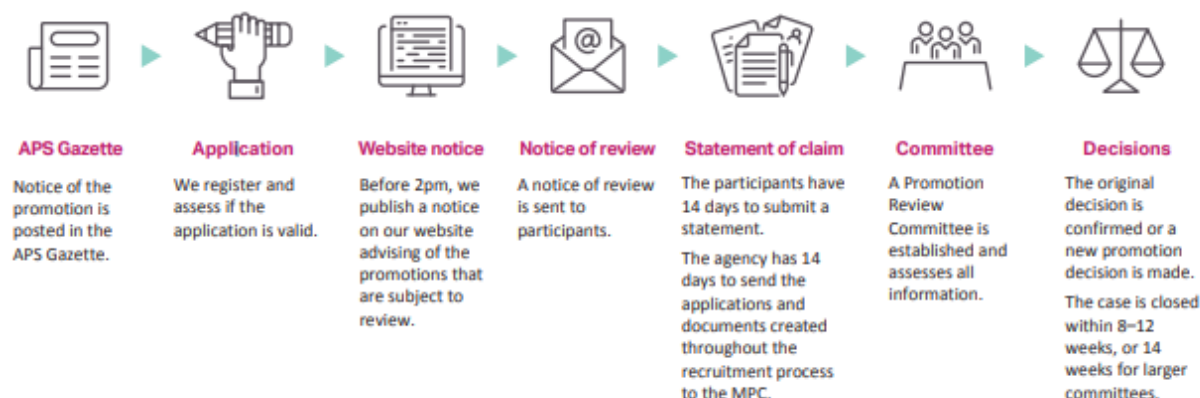 APS Gazette
Notice of the
promotion is
posted in the
APS Gazette.
Application
We register and
assess if the
application is valid.
Website notice
Before 2pm, we
publish a notice
on our website
advising of the
promotions that
are subject to
review.
Notice of review
A notice of review
is sent to
participants.
Statement of claim
The participants have
14 days to submit a
statement.
The agency has 14
days to send the
applications and
documents created
throughout the
recruitment process
to the MPC.
Committee
A Promotion
Review
Committee is
established and
assesses all
information.
Decisions
The original
decision is
confirmed or a
new promotion
decision is made.
The case is closed
within 8–12
weeks, or 14
weeks for larger
committees.